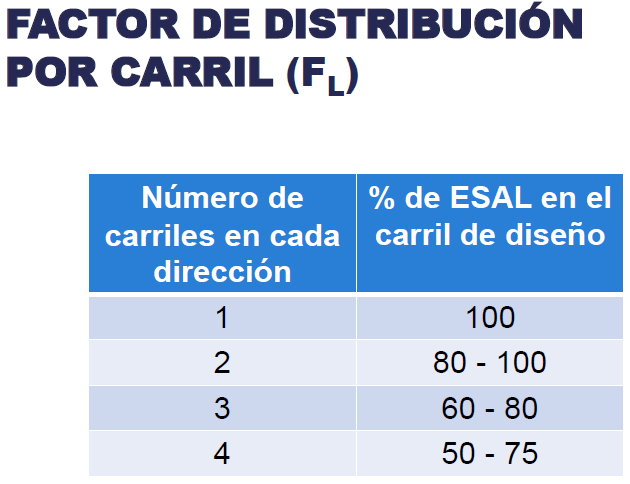 FACTOR DE DISTRIBUCIÓN
POR CARRIL (FL)
Número de
carriles en cada
dirección
% de ESAL en el
carril de diseño
1 100
2 80 - 100
3 60 - 80
4 50 - 75